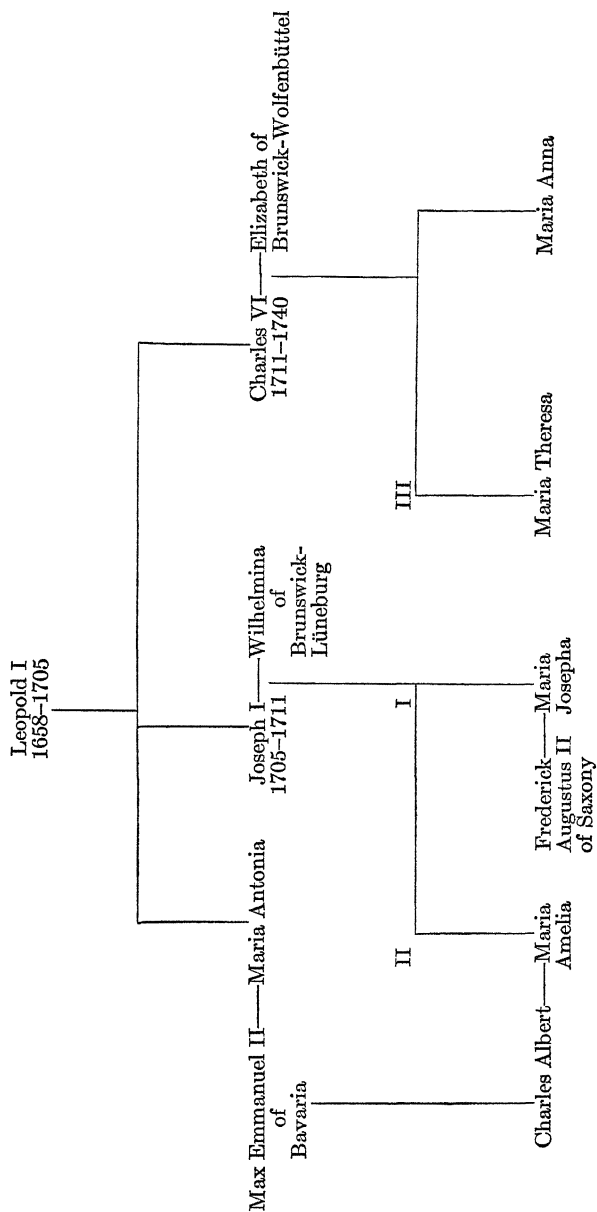 Leopold I
1658–1705
Max Emmanuel II — Maria Antonia
of
Bavaria
Joseph I — Wilhelmina
1705–1711
of
Brunswick-
Lüneburg
Charles VI — Elizabeth of
1711–1740
Brunswick-Wolfenbüttel
II
I
III
Charles Albert — Maria
Amelia
Frederick — Maria
Augustus II
Josepha
of Saxony
Maria Theresa
Maria Anna